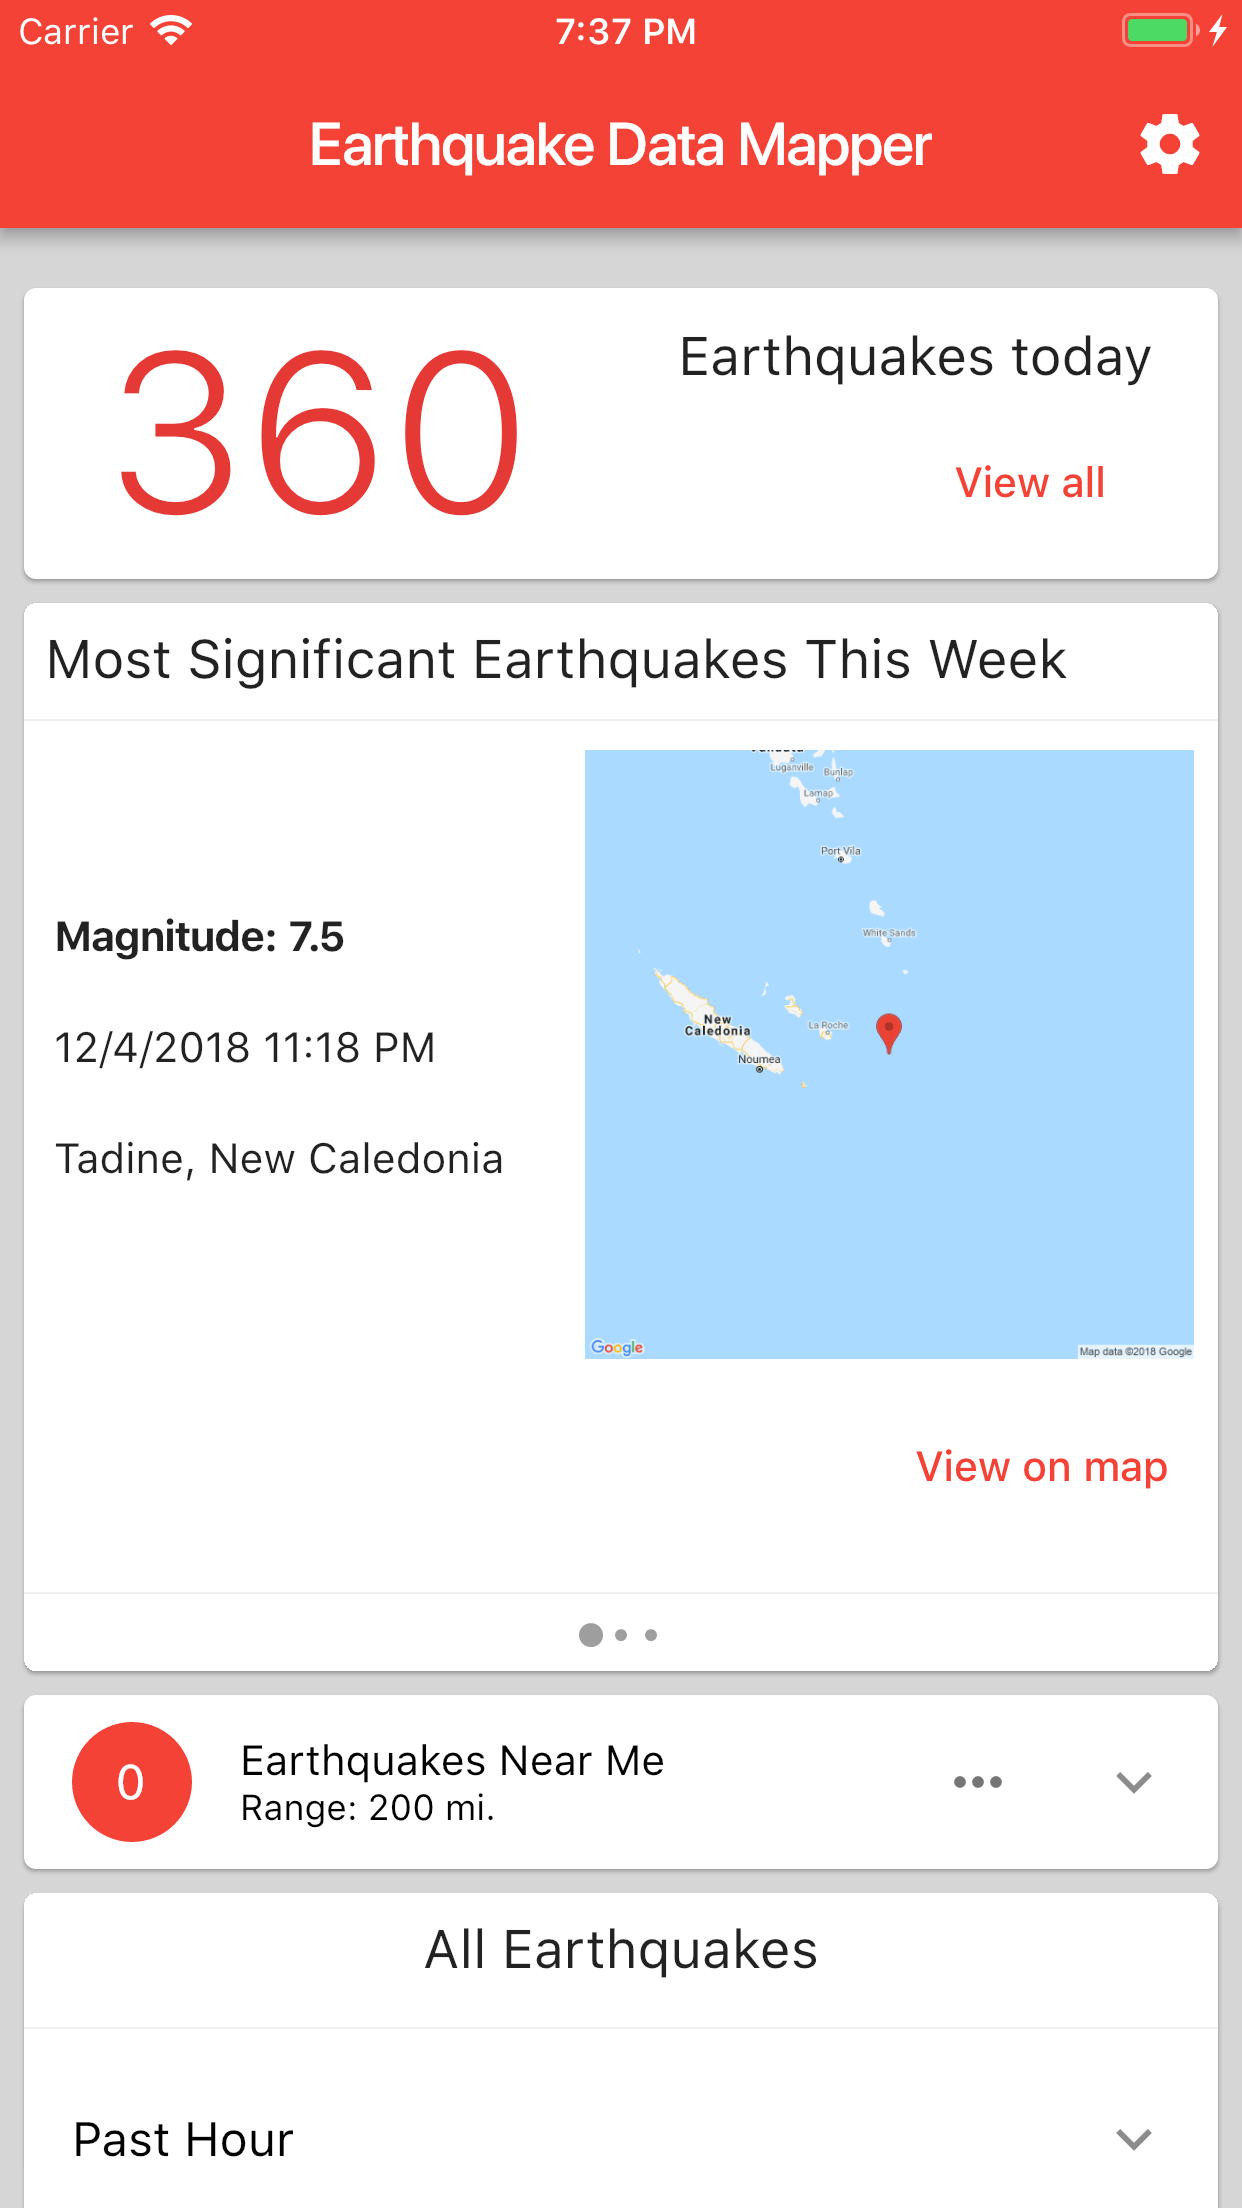 Carrier 7:37 PM
Earthquake Data Mapper
360
Earthquakes today
View all
Most Significant Earthquakes This Week
Magnitude: 7.5
12/4/2018 11:18 PM
Tadine, New Caledonia
Luganville
Bunlap
Lamap
Port Vila
White Sands
New
Caledonia
La Roche
Noumea
Google
Map data ©2018 Google
View on map
0
Earthquakes Near Me
Range: 200 mi.
All Earthquakes
Past Hour